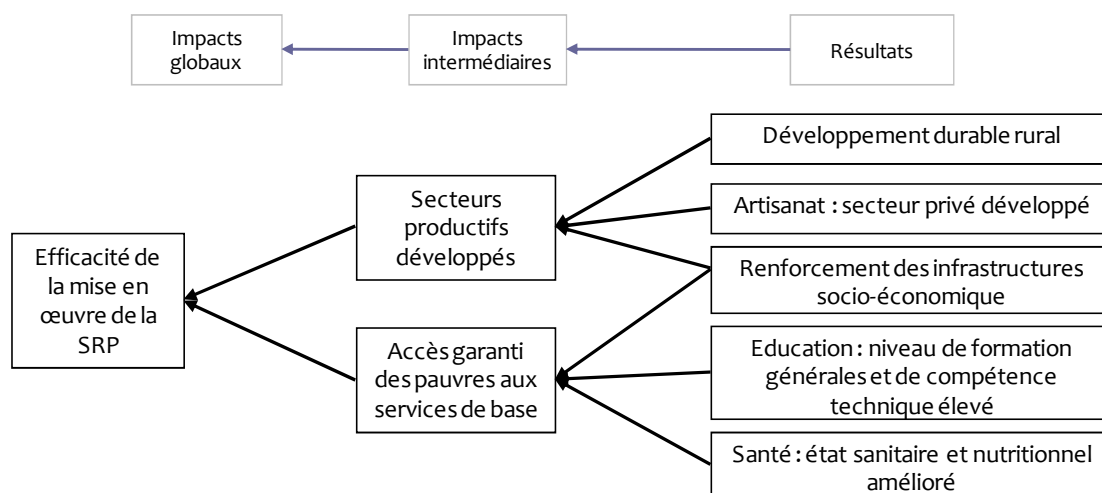 Impacts
globaux
Impacts
intermédiaires
Résultats
Efficacité de
la mise en
œuvre de la
SRP
Secteurs
productifs
développés
Accès garanti
des pauvres aux
services de base
Développement durable rural
Artisanat : secteur privé développé
Renforcement des infrastructures
socio-économique
Education : niveau de formation
générales et de compétence
technique élevé
Santé : état sanitaire et nutritionnel
amélioré